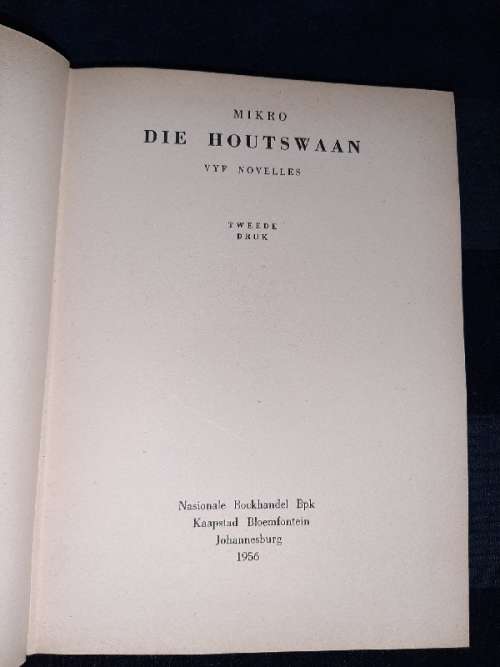 MIKRO
DIE HOUTSWAAN
VYF NOVELLES
TWEEDE
DRUK
Nasionale Boekhandel Bpk
Kaapstad Bloemfontein
Johannesburg
1956